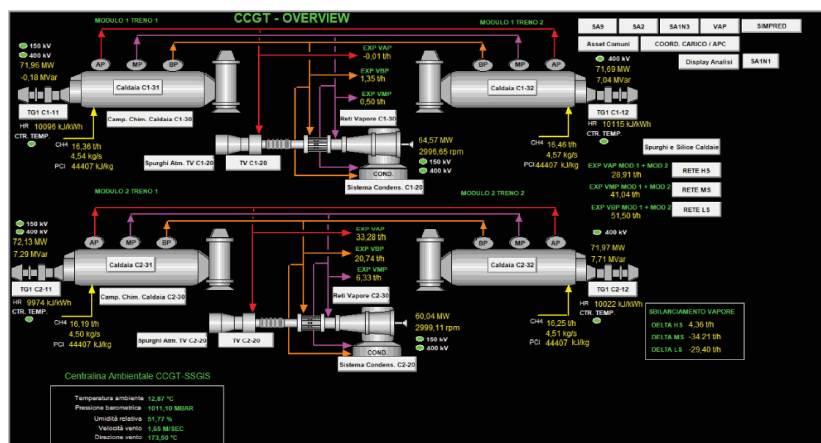 CCGT - OVERVIEW
MODULO 1 TRENO 1
MODULO 1 TRENO 2
SA9
SA2
SA1N3
VAP
SIMPRED
Asset Comuni
COORD. CARICO / APC
Display Analisi
SA1N1
150 kV
400 kV
71,96 MW
-0,18 MVar
AP
MP
BP
Caldaia C1-31
TG1 C1-11
Camp. Chim. Caldaia C1-30
HR 10096 kJ/kWh
CTR. TEMP.
CH4 16,36 t/h
4,54 kg/s
PCI 44407 kJ/kg
EXP VAP
-0,01 t/h
EXP VBP
1,35 t/h
EXP VMP
0,50 t/h
Reti Vapore C1-30
Spurghi Atm. TV C1-20
TV C1-20
64,57 MW
2996,65 rpm
150 kV
400 kV
COND.
Sistema Condens. C1-20
BP
MP
AP
Caldaia C1-32
400 kV
71,69 MW
7,04 MVar
TG1 C1-12
HR 10115 kJ/kWh
CTR. TEMP.
CH4 16,46 t/h
4,57 kg/s
PCI 44407 kJ/kg
Spurghi e Silice Caldaie
EXP VAP MOD 1 + MOD 2
28,91 t/h
RETE HS
EXP VMP MOD 1 + MOD 2
41,04 t/h
RETE MS
EXP VBP MOD 1 + MOD 2
51,50 t/h
RETE LS
MODULO 2 TRENO 1
MODULO 2 TRENO 2
150 kV
400 kV
72,13 MW
7,29 MVar
AP
MP
BP
Caldaia C2-31
TG1 C2-11
Camp. Chim. Caldaia C2-30
HR 9974 kJ/kWh
CTR. TEMP.
CH4 16,19 t/h
4,50 kg/s
PCI 44407 kJ/kg
EXP VAP
33,28 t/h
EXP VBP
20,74 t/h
EXP VMP
6,33 t/h
Reti Vapore C2-30
Spurghi Atm. TV C2-20
TV C2-20
60,04 MW
2999,11 rpm
150 kV
400 kV
COND.
Sistema Condens. C2-20
BP
MP
AP
Caldaia C2-32
400 kV
71,97 MW
7,71 MVar
TG1 C2-12
HR 10022 kJ/kWh
CTR. TEMP.
CH4 16,25 t/h
4,51 kg/s
PCI 44407 kJ/kg
SBILANCIAMENTO VAPORE
DELTA HS 4,36 t/h
DELTA MS -34,21 t/h
DELTA LS -29,40 t/h
Centralina Ambientale CCGT-SSGIS
Temperatura ambiente 12,87 °C
Pressione barometrica 1011,10 MBAR
Umidità relativa 51,77 %
Velocità vento 1,65 M/SEC
Direzione vento 173,50 °C